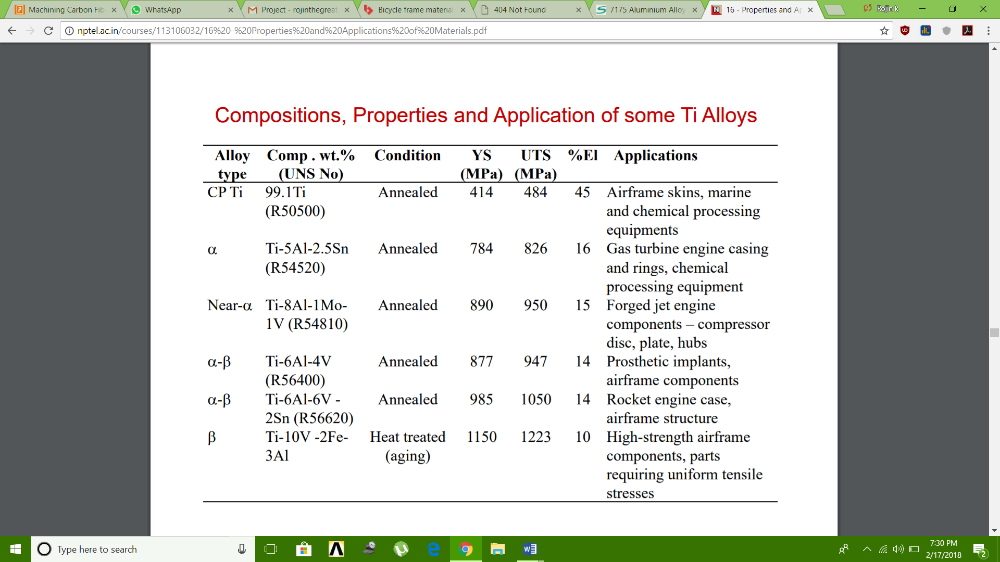 Machining Carbon Fib
WhatsApp
Project - rojinthegreat
Bicycle frame material
404 Not Found
7175 Aluminium Alloy
16 - Properties and Ap
Rojin k
nptel.ac.in/courses/113106032/16%20-%20Properties%20and%20Applications%20of%20Materials.pdf
Compositions, Properties and Application of some Ti Alloys
Alloy Comp . wt.% Condition YS UTS %El Applications
type (UNS No) (MPa) (MPa)
CP Ti 99.1Ti Annealed 414 484 45 Airframe skins, marine
(R50500) and chemical processing
equipments
α Ti-5Al-2.5Sn Annealed 784 826 16 Gas turbine engine casing
(R54520) and rings, chemical
processing equipment
Near-α Ti-8Al-1Mo- Annealed 890 950 15 Forged jet engine
1V (R54810) components – compressor
disc, plate, hubs
α-β Ti-6Al-4V Annealed 877 947 14 Prosthetic implants,
(R56400) airframe components
α-β Ti-6Al-6V - Annealed 985 1050 14 Rocket engine case,
2Sn (R56620) airframe structure
β Ti-10V -2Fe- Heat treated 1150 1223 10 High-strength airframe
3Al (aging) components, parts
requiring uniform tensile
stresses
Type here to search
7:30 PM
2/17/2018
2